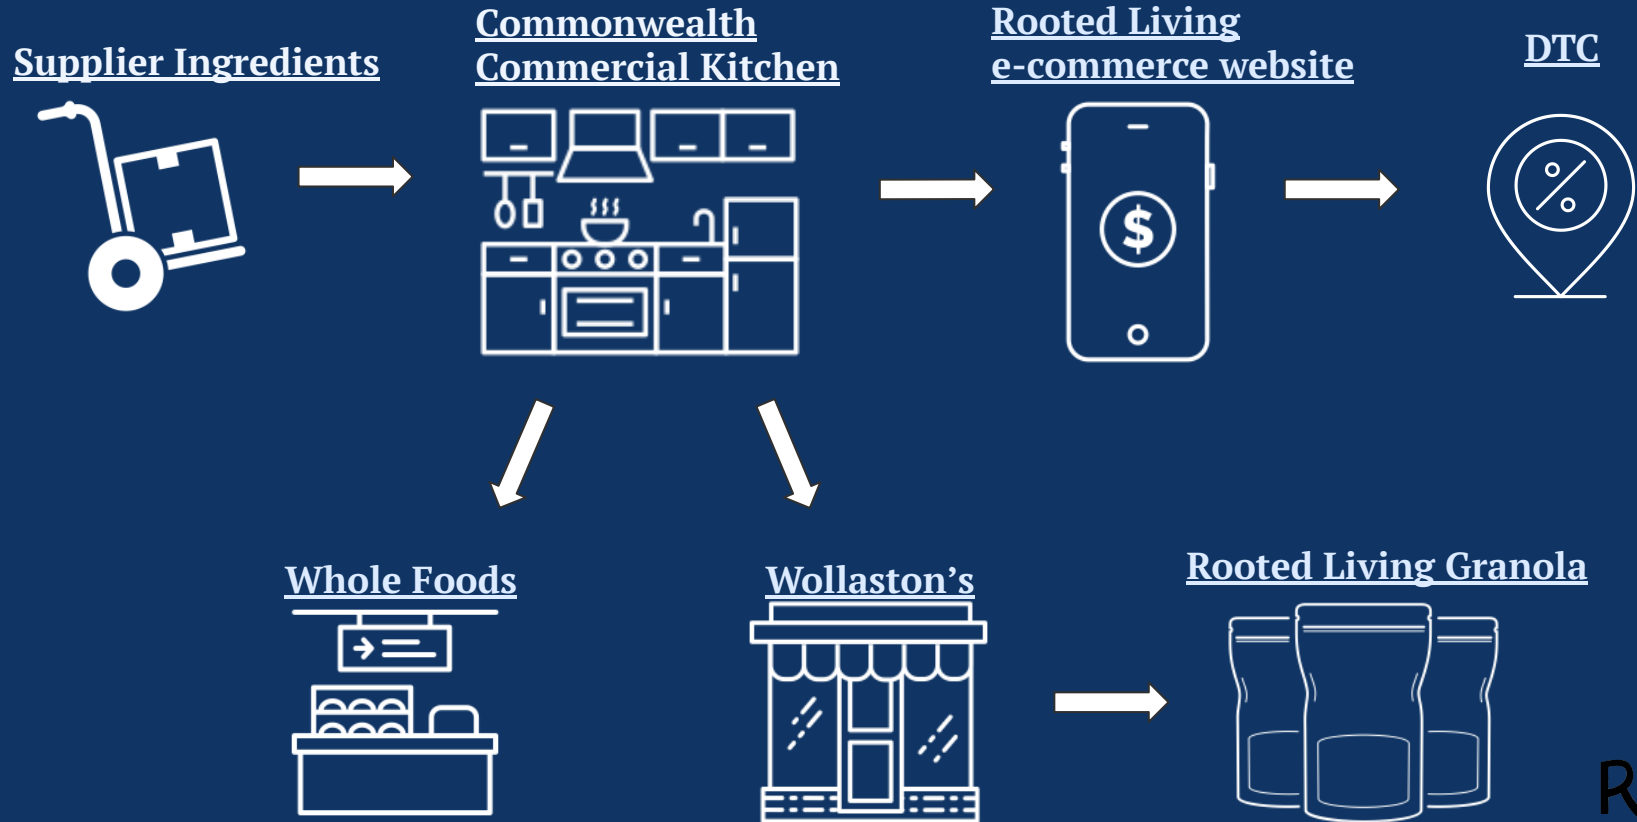 Supplier Ingredients
Commonwealth
Commercial Kitchen
Rooted Living
e-commerce website
DTC
$
%
Whole Foods
Wollaston’s
Rooted Living Granola
R